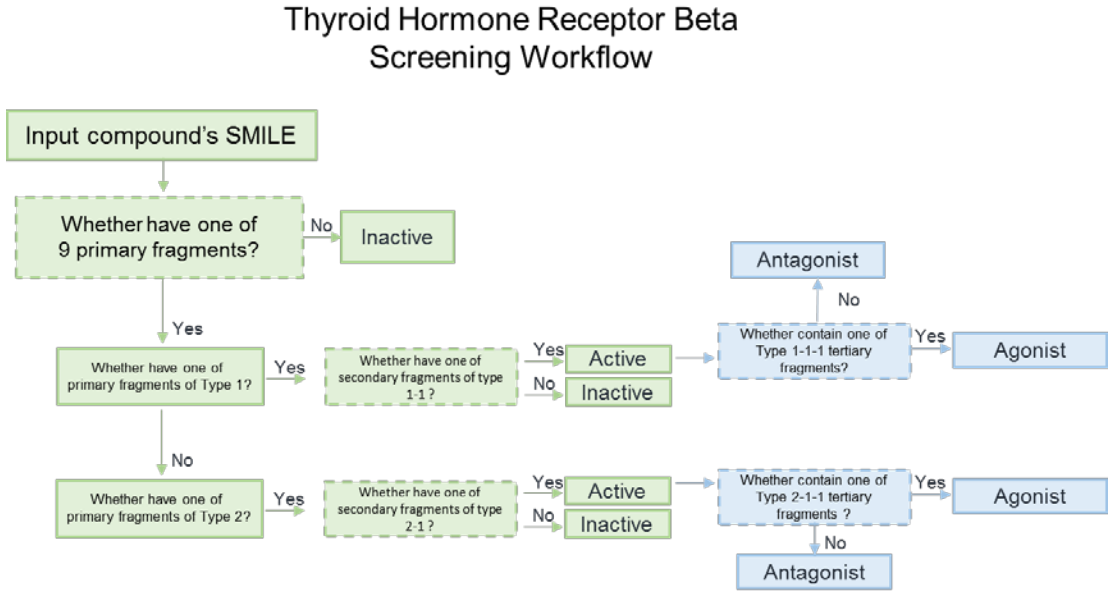 Thyroid Hormone Receptor Beta
Screening Workflow
Input compound's SMILE
Whether have one of
9 primary fragments?
No
Inactive
Yes
Whether have one of
primary fragments of Type 1?
Yes
Whether have one of
secondary fragments of type
1-1 ?
Yes
Active
No
Inactive
Whether contain one of
Type 1-1-1 tertiary
fragments?
No
Antagonist
Yes
Agonist
No
Whether have one of
primary fragments of Type 2?
Yes
Whether have one of
secondary fragments of type
2-1 ?
Yes
Active
No
Inactive
Whether contain one of
Type 2-1-1 tertiary
fragments ?
Yes
Agonist
No
Antagonist